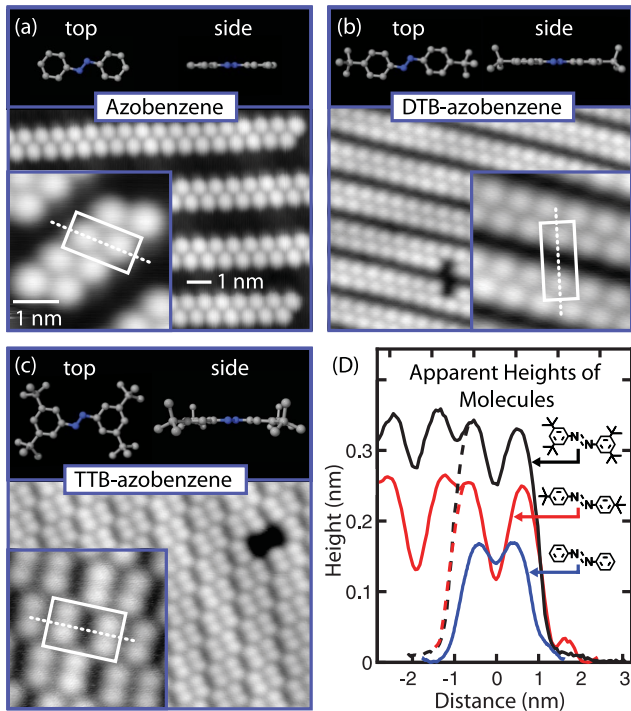 (a)
top
side
Azobenzene
1 nm
1 nm
(b)
top
side
DTB-azobenzene
(c)
top
side
TTB-azobenzene
(D)
Apparent Heights of
Molecules
Height (nm)
0.3
0.2
0.1
0
N
N
N
N
N
N
-2
-1
0
1
2
3
Distance (nm)